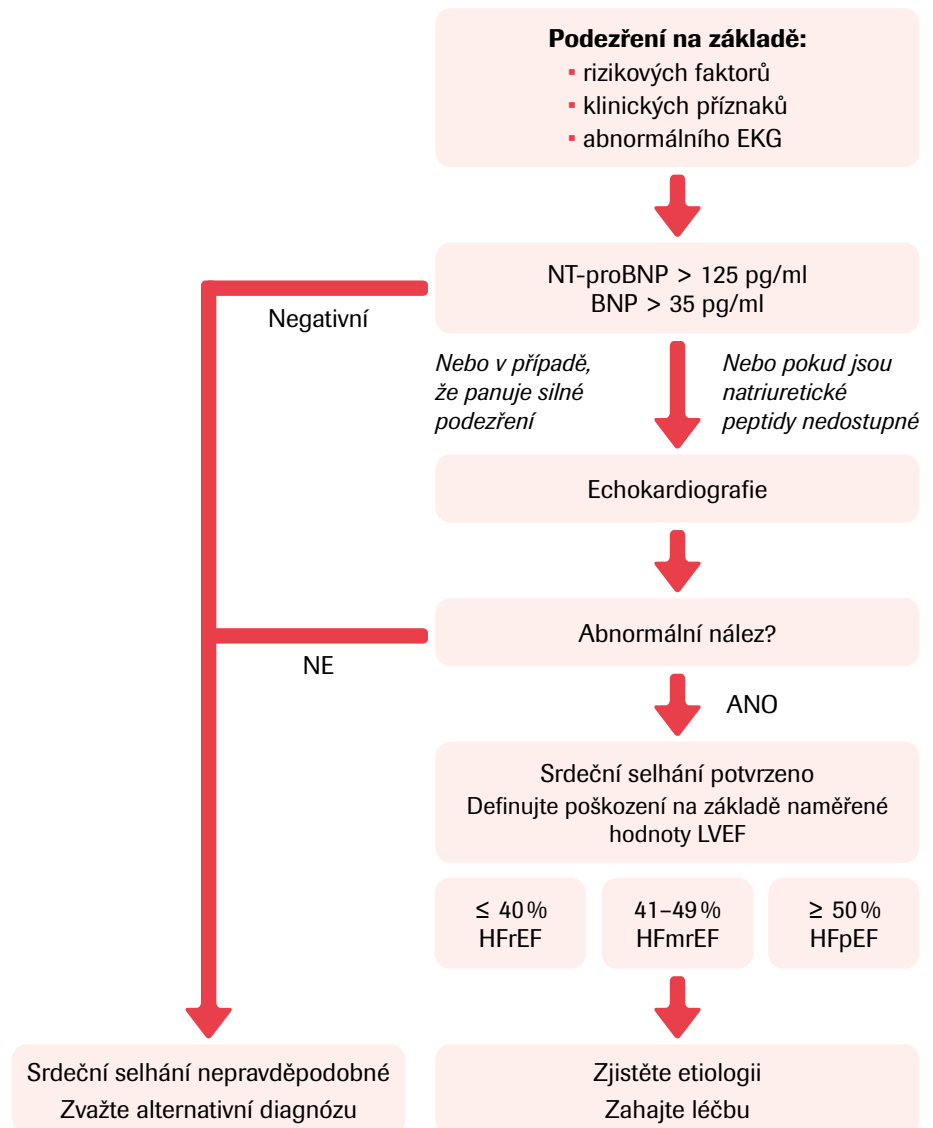 Podezření na základě:
▪ rizikových faktorů
▪ klinických příznaků
▪ abnormálního EKG
NT-proBNP > 125 pg/ml
BNP > 35 pg/ml
Negativní
Nebo v případě,
že panuje silné
podezření
Nebo pokud jsou
natriuretické
peptidy nedostupné
Echokardiografie
Abnormální nález?
NE
ANO
Srdeční selhání potvrzeno
Definujte poškození na základě naměřené
hodnoty LVEF
≤ 40 %
HFrEF
41–49 %
HFmrEF
≥ 50 %
HFpEF
Srdeční selhání nepravděpodobné
Zvažte alternativní diagnózu
Zjistěte etiologii
Zahajte léčbu